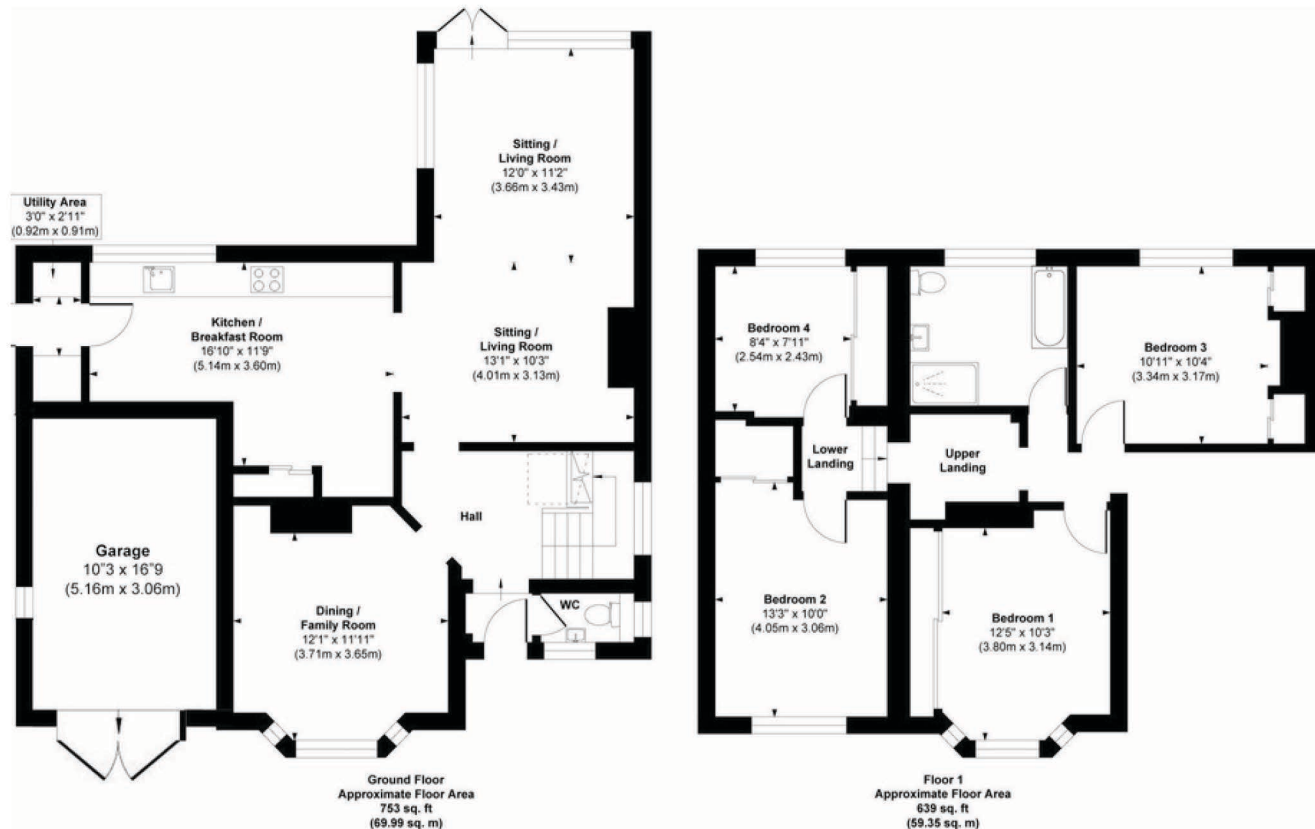 Sitting /
Living Room
12'0" x 11'2"
(3.66m x 3.43m)
Utility Area
3'0" x 2'11"
(0.92m x 0.91m)
Kitchen /
Breakfast Room
16'10" x 11'9"
(5.14m x 3.60m)
Sitting /
Living Room
13'1" x 10'3"
(4.01m x 3.13m)
Hall
Garage
10"3 x 16"9
(5.16m x 3.06m)
Dining /
Family Room
12'1" x 11'11"
(3.71m x 3.65m)
WC
Ground Floor
Approximate Floor Area
753 sq. ft
(69.99 sq. m)
Bedroom 4
8'4" x 7'11"
(2.54m x 2.43m)
Bedroom 3
10'11" x 10'4"
(3.34m x 3.17m)
Lower
Landing
Upper
Landing
Bedroom 2
13'3" x 10'0"
(4.05m x 3.06m)
Bedroom 1
12'5" x 10'3"
(3.80m x 3.14m)
Floor 1
Approximate Floor Area
639 sq. ft
(59.35 sq. m)